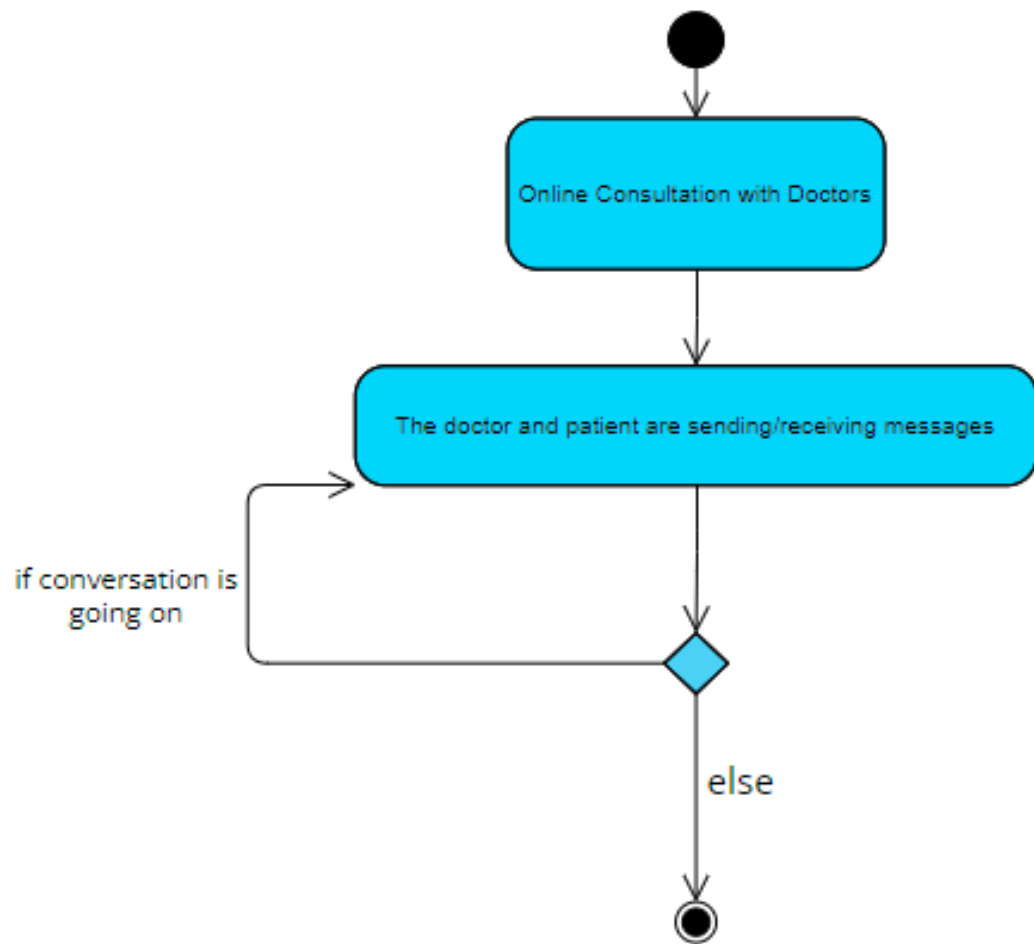 Online Consultation with Doctors
The doctor and patient are sending/receiving messages
if conversation is
going on
else